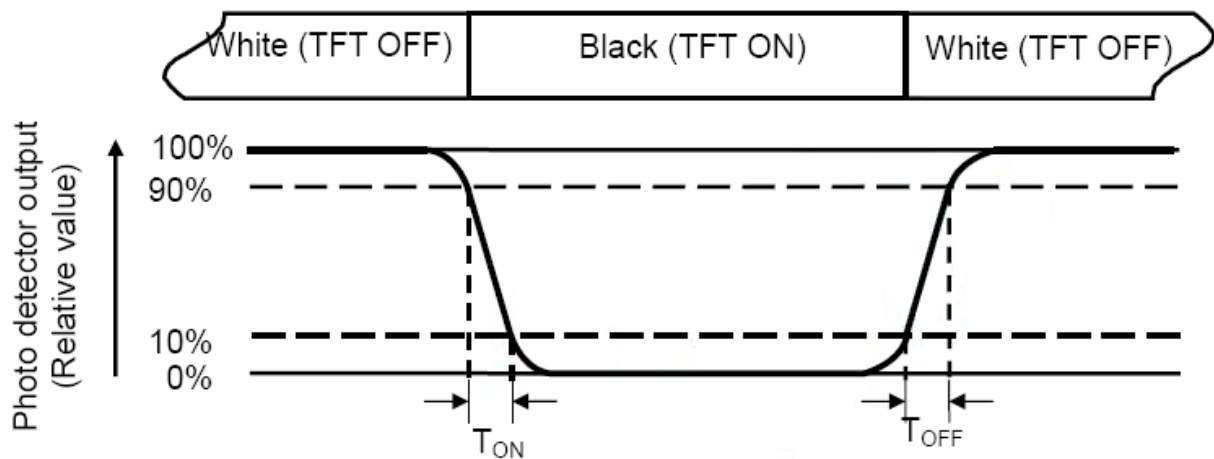 White (TFT OFF)
Black (TFT ON)
White (TFT OFF)
Photo detector output
(Relative value)
100%
90%
10%
0%
TON
TOFF